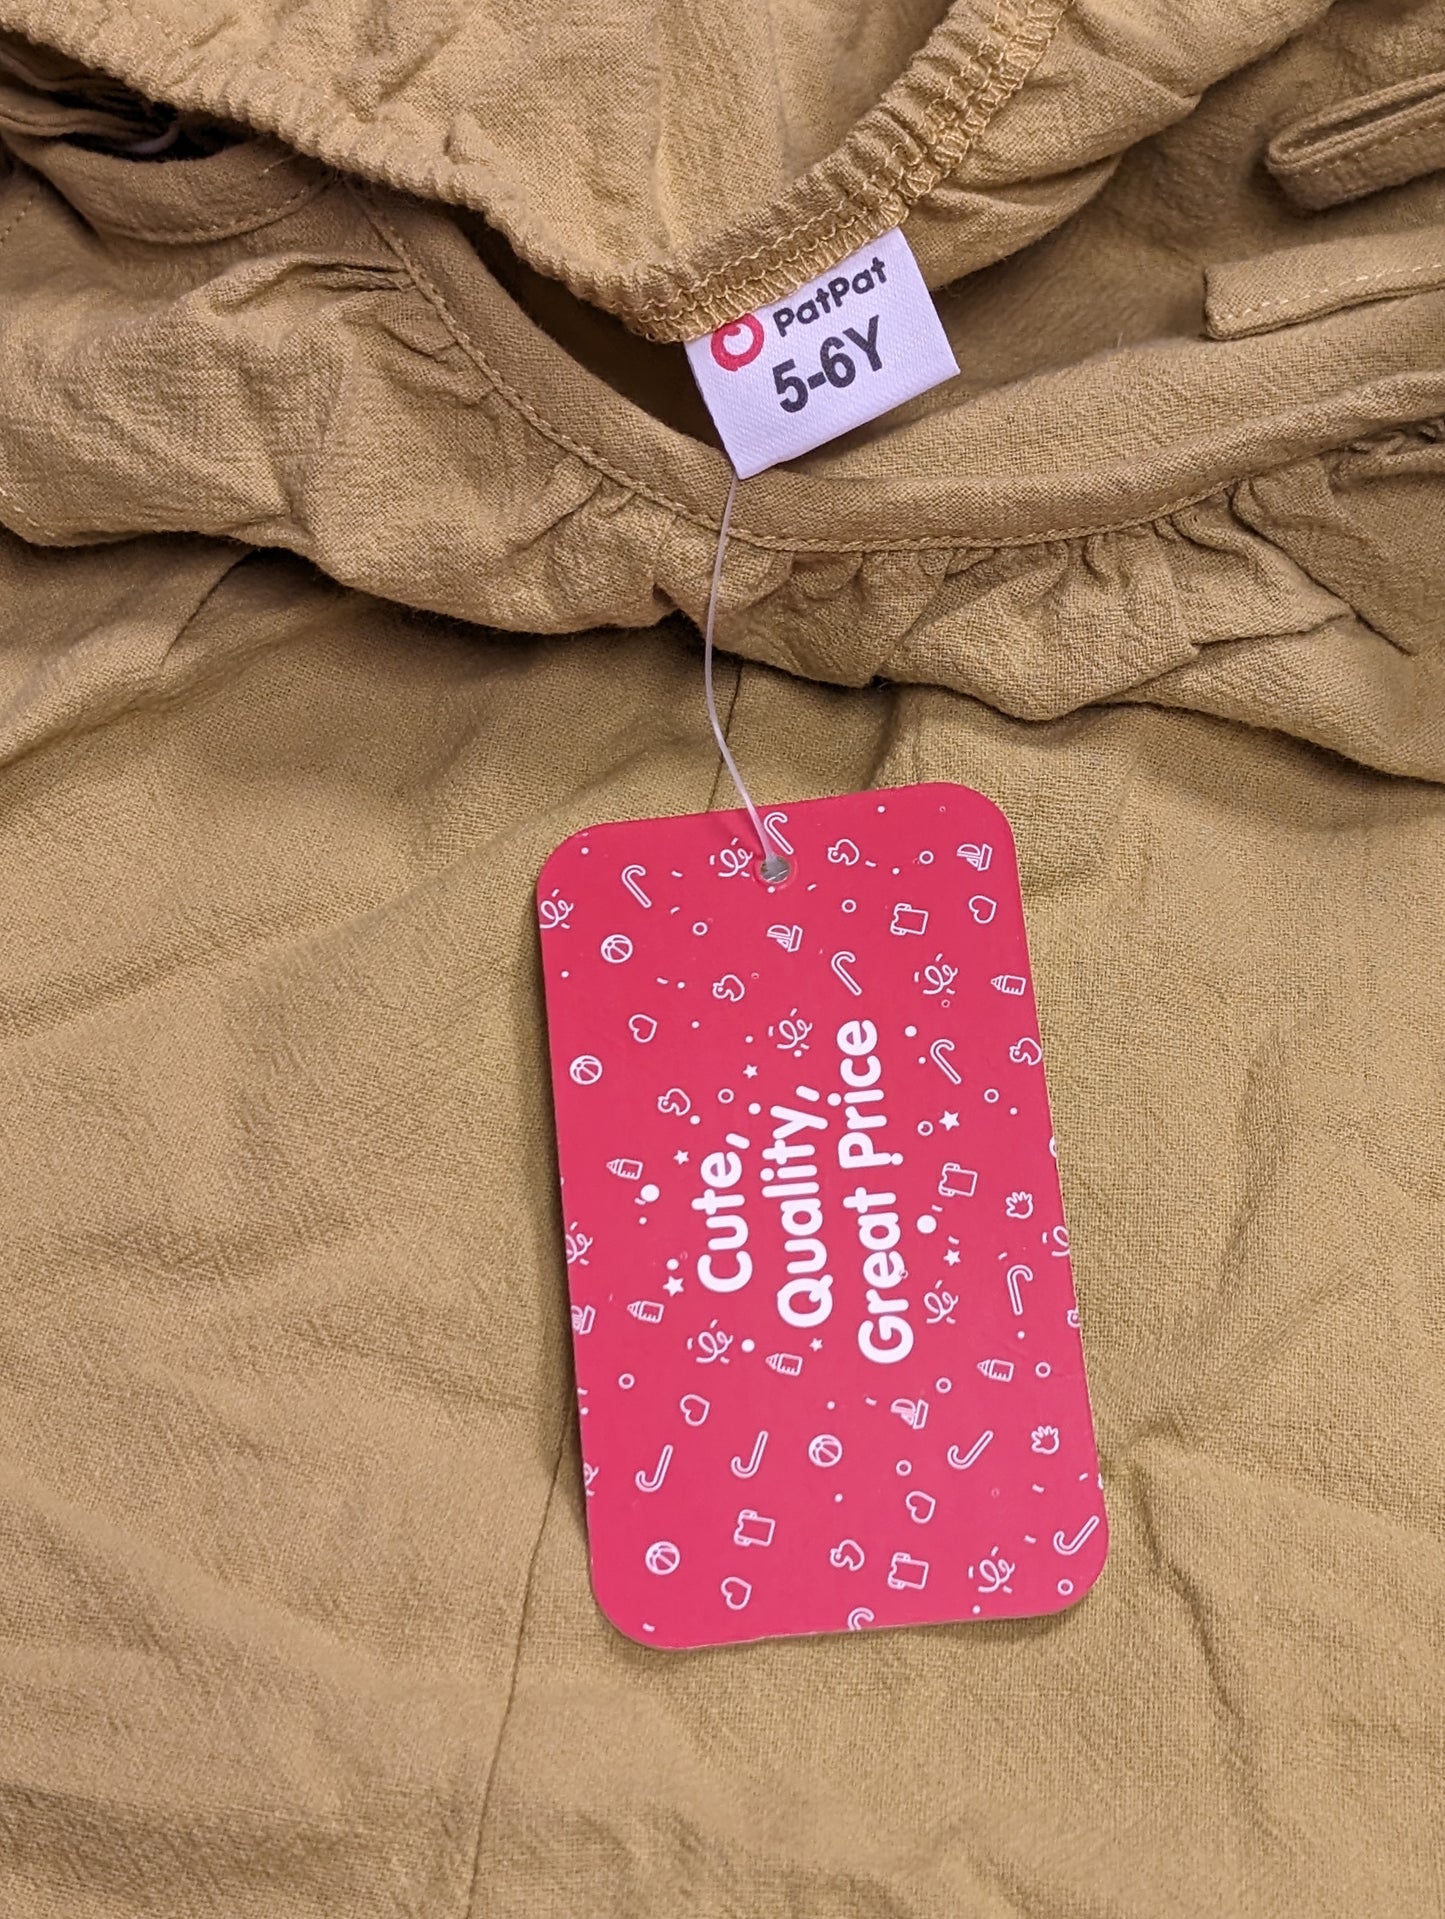 PatPat
5-6Y
Cute,
Quality,
Great Price